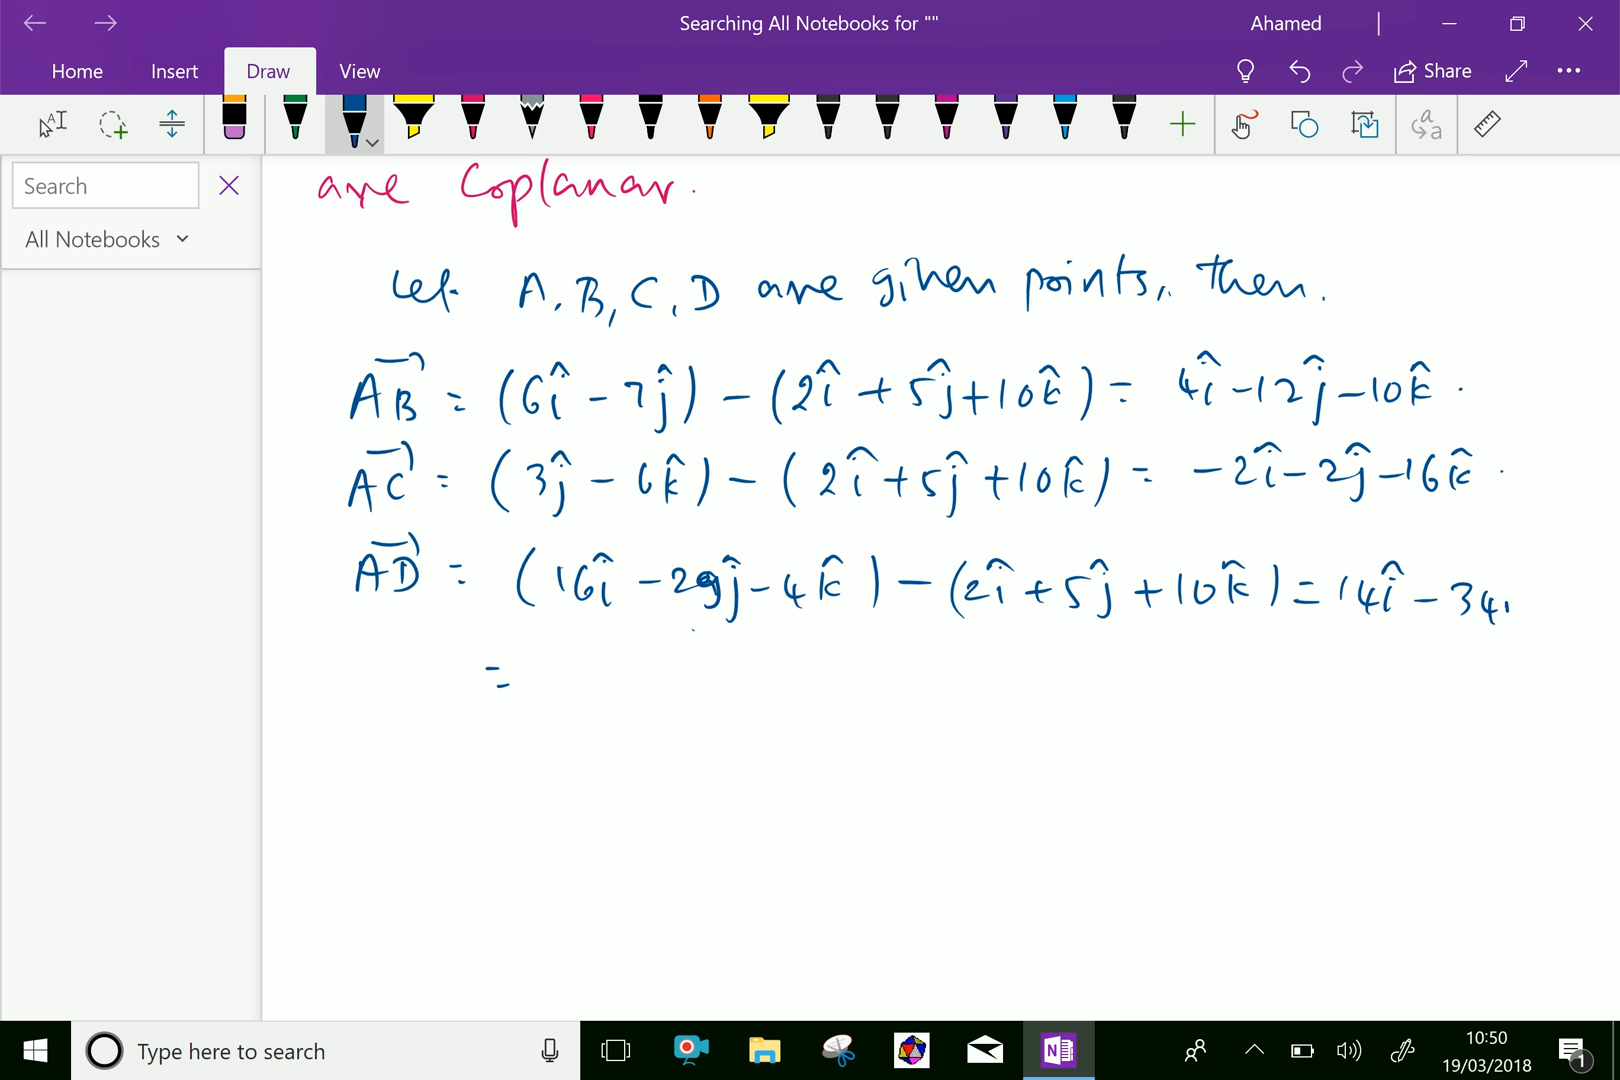 Searching All Notebooks for ""
Ahamed
Home Insert Draw View
Share
Search
All Notebooks
are Coplanar.
Let A, B, C, D are given points, then.
AB⃗ = (6î - 7ĵ) - (2î + 5ĵ + 10k̂) = 4î - 12ĵ - 10k̂.
AC⃗ = (3ĵ - 6k̂) - (2î + 5ĵ + 10k̂) = -2î - 2ĵ - 16k̂.
AD⃗ = (16î - 29ĵ - 4k̂) - (2î + 5ĵ + 10k̂) = 14î - 34
=
Type here to search
10:50
19/03/2018
1